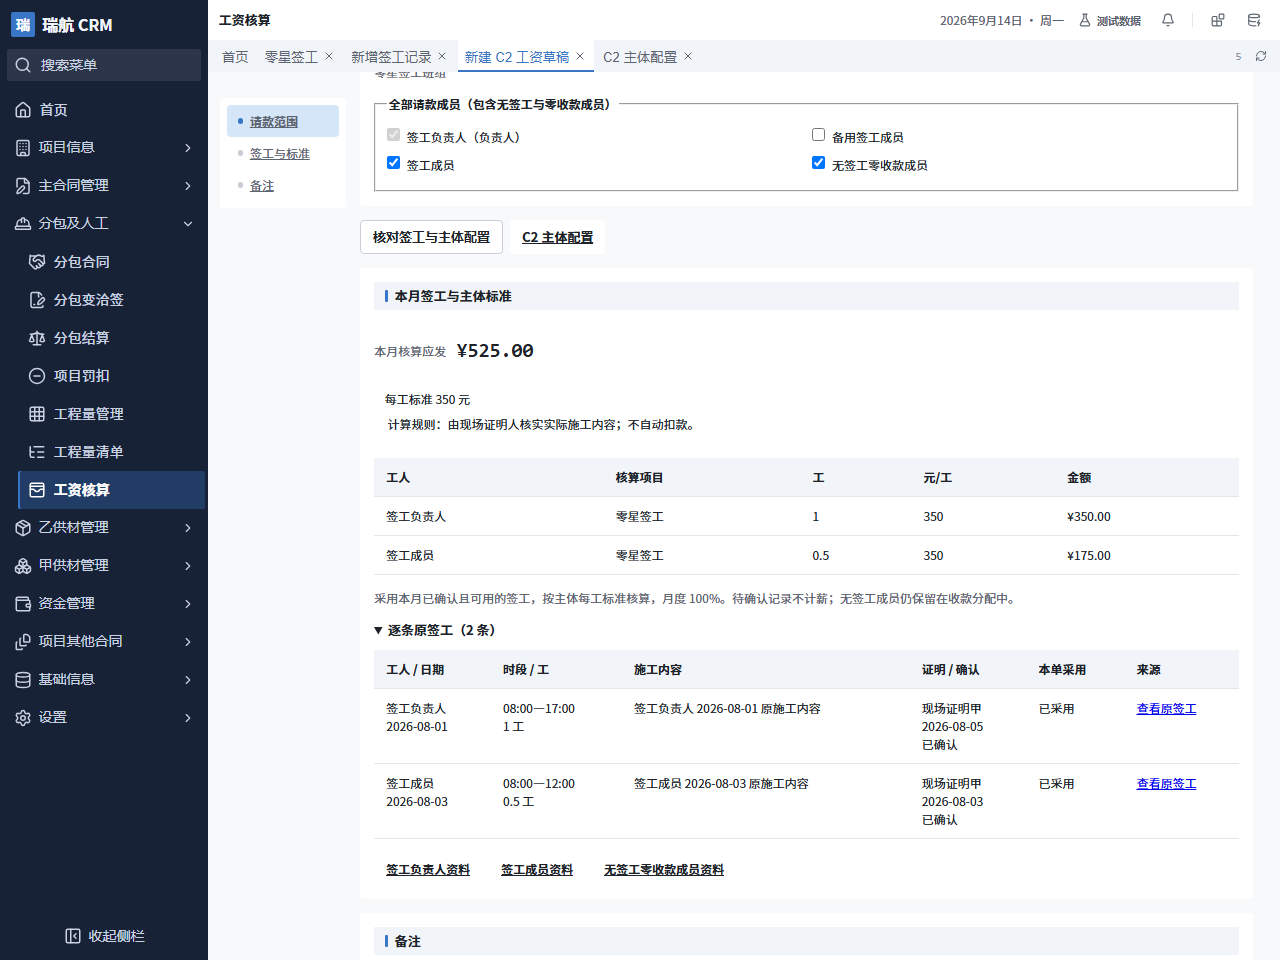 瑞 瑞航 CRM
搜索菜单
首页
项目信息
主合同管理
分包及人工
分包合同
分包变洽签
分包结算
项目罚扣
工程量管理
工程量清单
工资核算
乙供材管理
甲供材管理
资金管理
项目其他合同
基础信息
设置
收起侧栏
工资核算
2026年9月14日 · 周一 测试数据
首页 零星签工 × 新增签工记录 × 新建 C2 工资草稿 × C2 主体配置 × 5
零星签工班组
请款范围
签工与标准
备注
全部请款成员（包含无签工与零收款成员）
签工负责人（负责人） 备用签工成员
签工成员 无签工零收款成员
核对签工与主体配置 C2 主体配置
本月签工与主体标准
本月核算应发 ¥525.00
每工标准 350 元
计算规则：由现场证明人核实实际施工内容；不自动扣款。
工人 核算项目 工 元/工 金额
签工负责人 零星签工 1 350 ¥350.00
签工成员 零星签工 0.5 350 ¥175.00
采用本月已确认且可用的签工，按主体每工标准核算，月度 100%。待确认记录不计薪；无签工成员仍保留在收款分配中。
▼ 逐条原签工（2 条）
工人 / 日期 时段 / 工 施工内容 证明 / 确认 本单采用 来源
签工负责人 08:00—17:00 签工负责人 2026-08-01 原施工内容 现场证明甲 已采用 查看原签工
2026-08-01 1 工 2026-08-05
已确认
签工成员 08:00—12:00 签工成员 2026-08-03 原施工内容 现场证明甲 已采用 查看原签工
2026-08-03 0.5 工 2026-08-03
已确认
签工负责人资料 签工成员资料 无签工零收款成员资料
备注